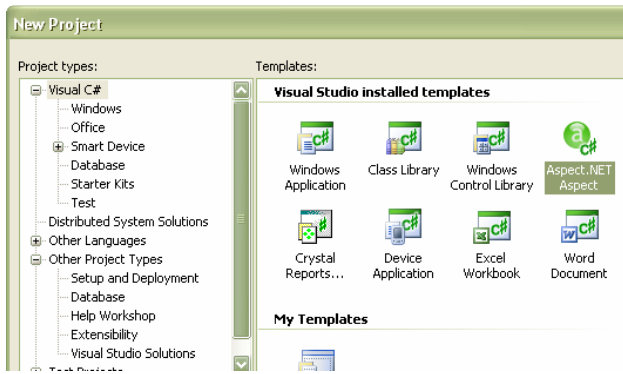 New Project
Project types:
Templates:
Visual C#
Windows
Office
Smart Device
Database
Starter Kits
Test
Distributed System Solutions
Other Languages
Other Project Types
Setup and Deployment
Database
Help Workshop
Extensibility
Visual Studio Solutions
Test Projects
Visual Studio installed templates
Windows
Application
Class Library
Windows
Control Library
Aspect.NET
Aspect
Crystal
Reports...
Device
Application
Excel
Workbook
Word
Document
My Templates